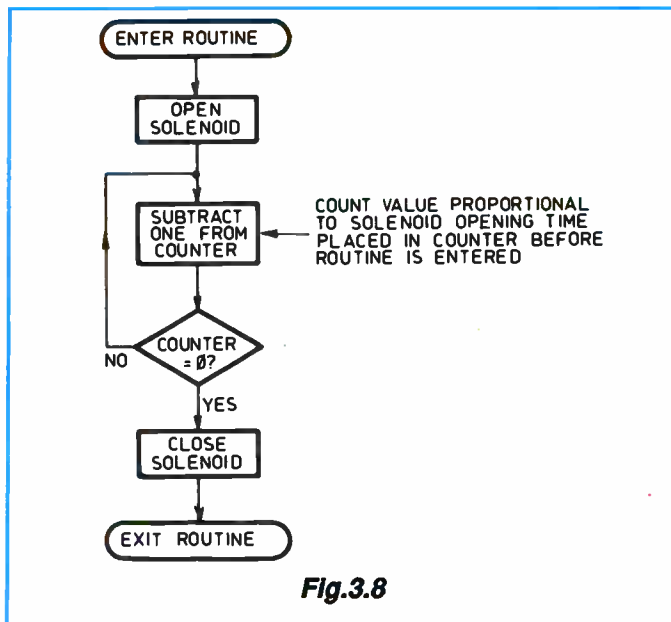 ENTER ROUTINE
OPEN
SOLENOID
SUBTRACT
ONE FROM
COUNTER
COUNT VALUE PROPORTIONAL
TO SOLENOID OPENING TIME
PLACED IN COUNTER BEFORE
ROUTINE IS ENTERED
COUNTER
= Ø?
NO
YES
CLOSE
SOLENOID
EXIT ROUTINE
Fig.3.8